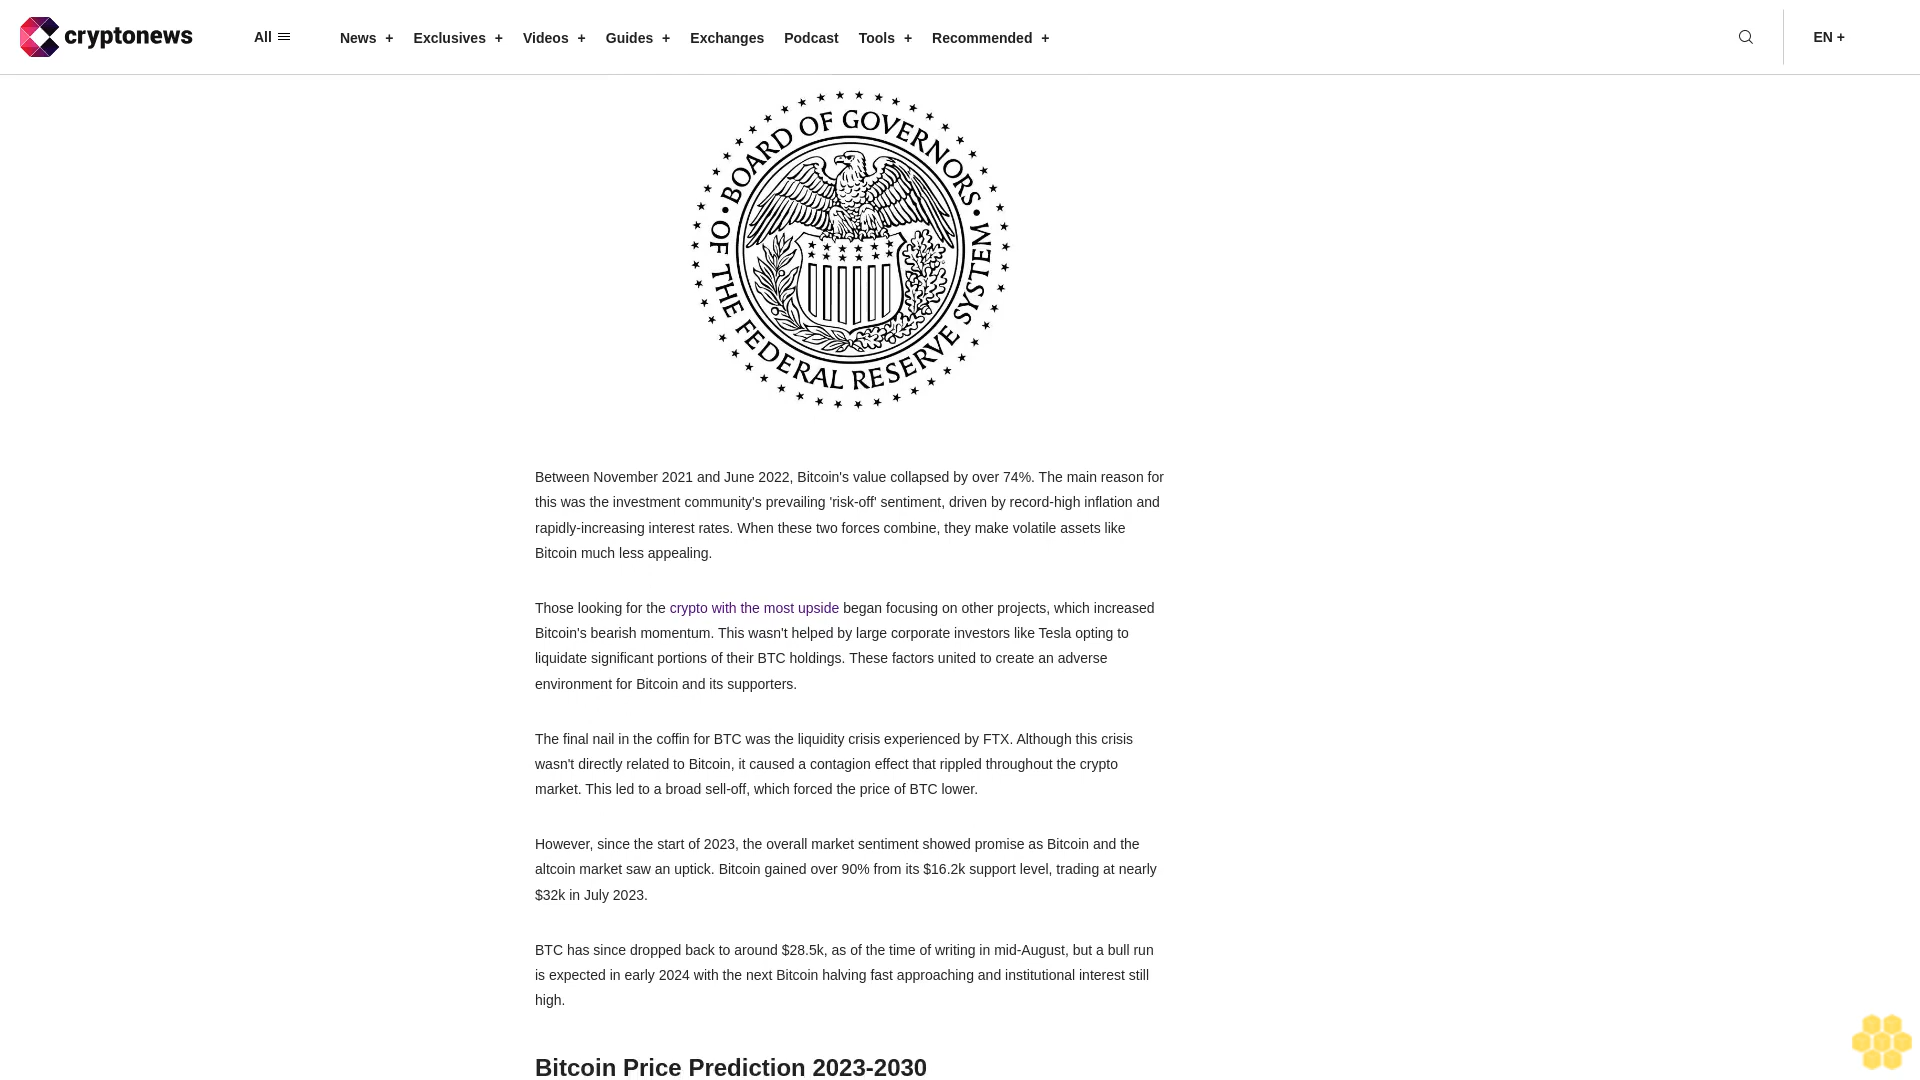 cryptonews
All
News +
Exclusives +
Videos +
Guides +
Exchanges
Podcast
Tools +
Recommended +
EN +
BOARD OF GOVERNORS
OF THE FEDERAL RESERVE SYSTEM
Between November 2021 and June 2022, Bitcoin's value collapsed by over 74%. The main reason for
this was the investment community's prevailing 'risk-off' sentiment, driven by record-high inflation and
rapidly-increasing interest rates. When these two forces combine, they make volatile assets like
Bitcoin much less appealing.
Those looking for the crypto with the most upside began focusing on other projects, which increased
Bitcoin's bearish momentum. This wasn't helped by large corporate investors like Tesla opting to
liquidate significant portions of their BTC holdings. These factors united to create an adverse
environment for Bitcoin and its supporters.
The final nail in the coffin for BTC was the liquidity crisis experienced by FTX. Although this crisis
wasn't directly related to Bitcoin, it caused a contagion effect that rippled throughout the crypto
market. This led to a broad sell-off, which forced the price of BTC lower.
However, since the start of 2023, the overall market sentiment showed promise as Bitcoin and the
altcoin market saw an uptick. Bitcoin gained over 90% from its $16.2k support level, trading at nearly
$32k in July 2023.
BTC has since dropped back to around $28.5k, as of the time of writing in mid-August, but a bull run
is expected in early 2024 with the next Bitcoin halving fast approaching and institutional interest still
high.
Bitcoin Price Prediction 2023-2030